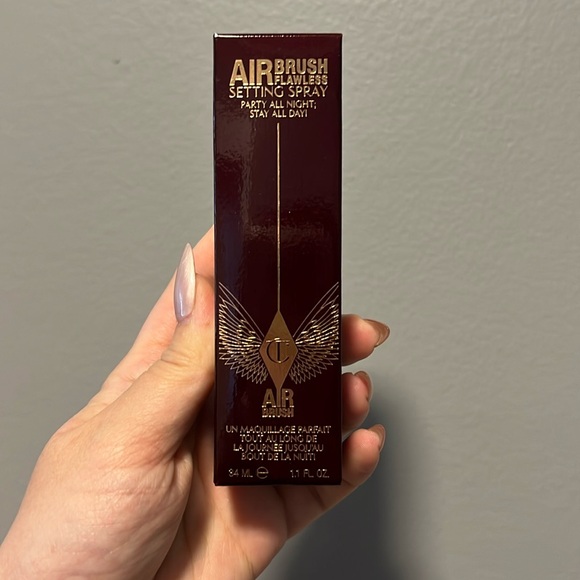 AIRBRUSH
FLAWLESS
SETTING SPRAY
PARTY ALL NIGHT;
STAY ALL DAY!
CT
AIR
BRUSH
UN MAQUILLAGE PARFAIT
TOUT AU LONG DE
LA JOURNÉE JUSQU'AU
BOUT DE LA NUIT!
34 ML ℮ 1.1 FL. OZ.